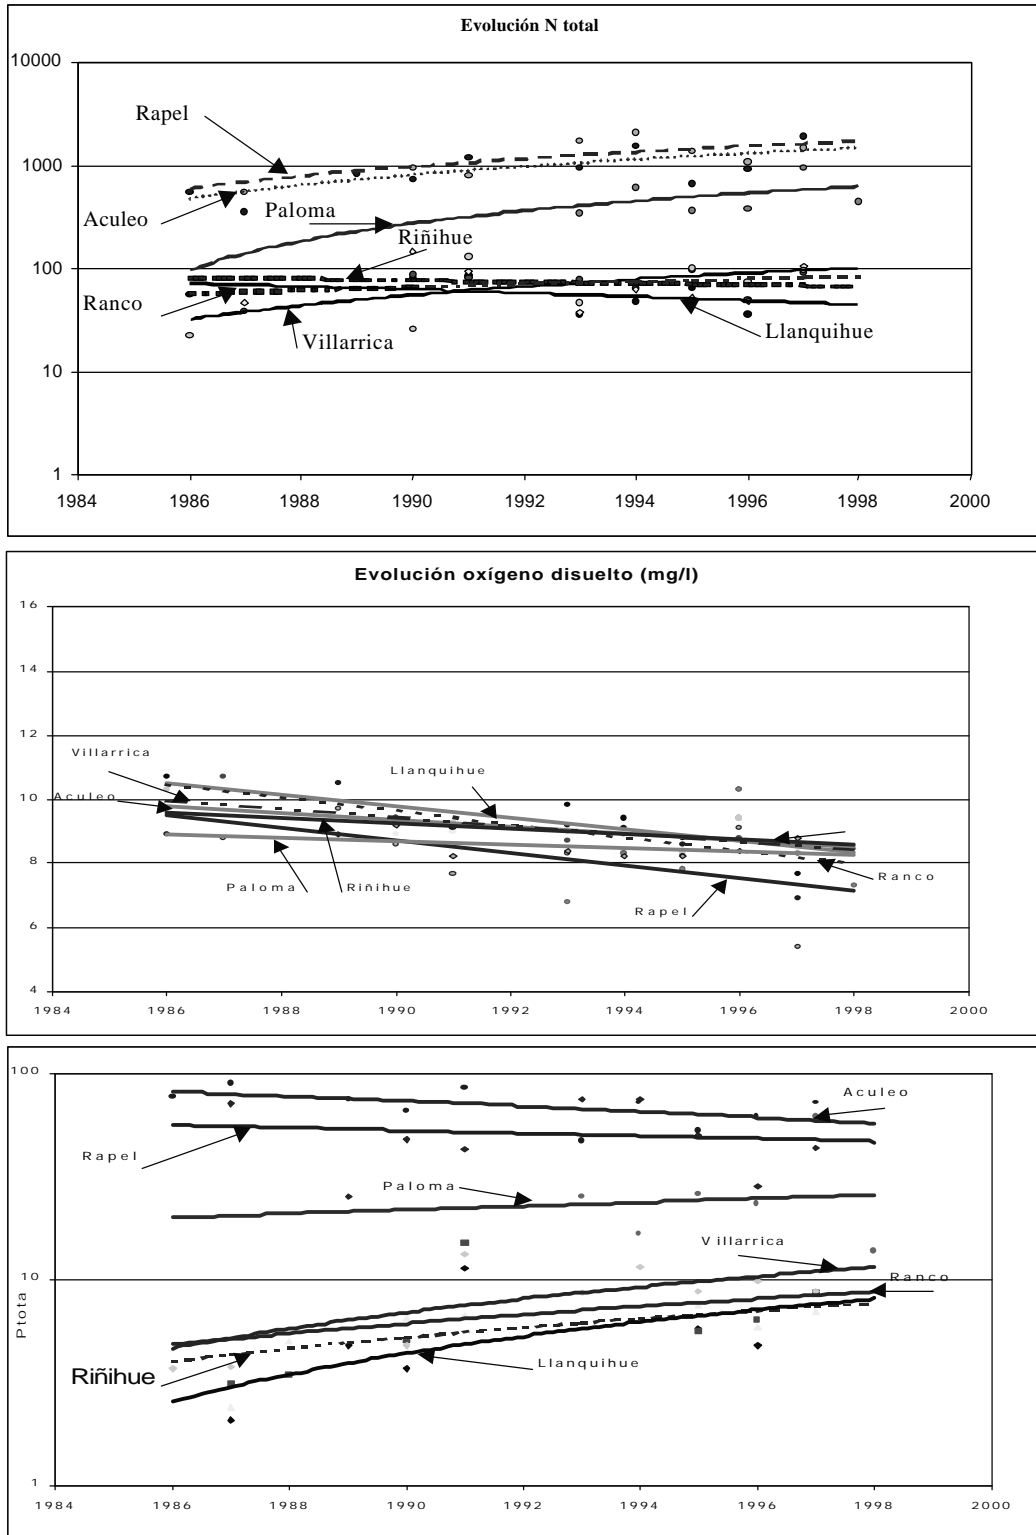 Evolución N total
10000
1000
100
10
1
Rapel
Aculeo
Paloma
Riñihue
Ranco
Villarrica
Llanquihue
1984 1986 1988 1990 1992 1994 1996 1998 2000
Evolución oxígeno disuelto (mg/l)
16
14
12
10
8
6
4
Villarrica
Llanquihue
Aculeo
Paloma
Riñihue
Ranco
Rapel
1984 1986 1988 1990 1992 1994 1996 1998 2000
100
10
1
Ptota
Aculeo
Rapel
Paloma
Villarrica
Ranco
Riñihue
Llanquihue
1984 1986 1988 1990 1992 1994 1996 1998 2000